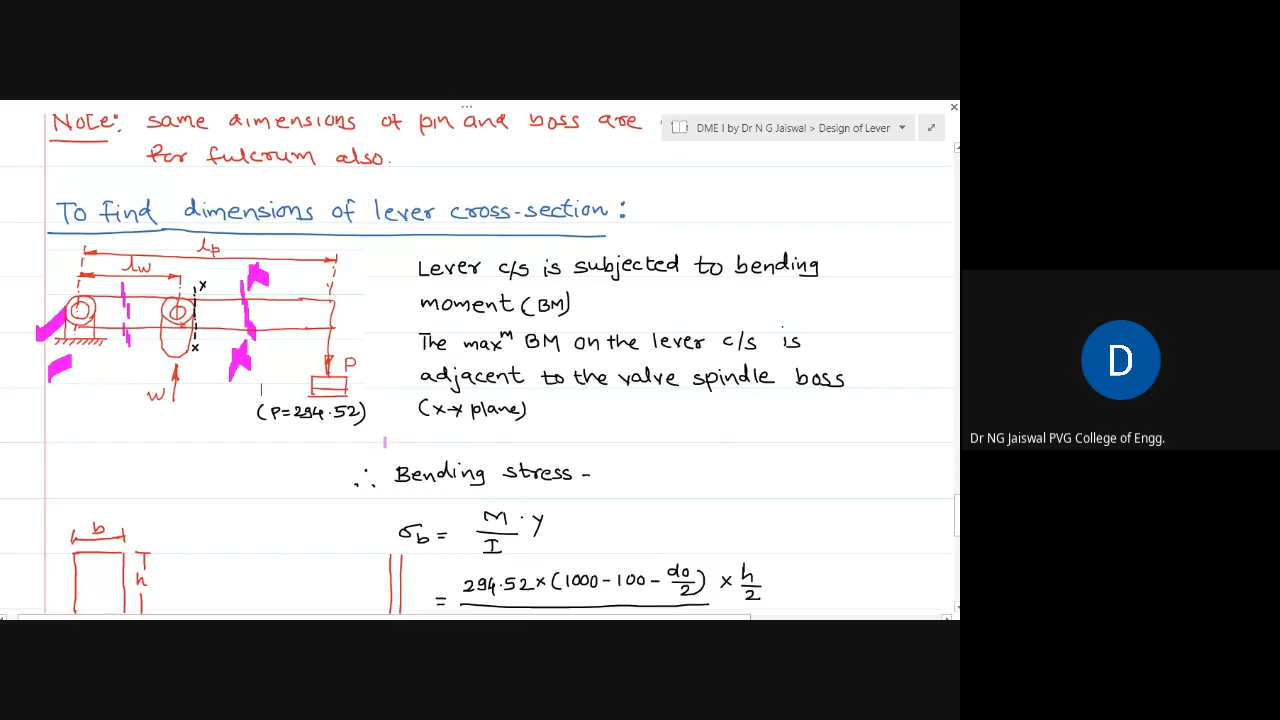 Note: same dimensions of pin and boss are
For fulcrum also.
DME I by Dr N G Jaiswal > Design of Lever
To find dimensions of lever cross-section :
lp
lw
x
x
P
W
(P=294.52)
Lever c/s is subjected to bending
moment (BM)
The maxᵐ BM on the lever c/s is
adjacent to the valve spindle boss
(x-x plane)
∴ Bending stress -
σb = M/I · y
= 294.52 × (1000 - 100 - do/2) × h/2
b
h
D
Dr NG Jaiswal PVG College of Engg.